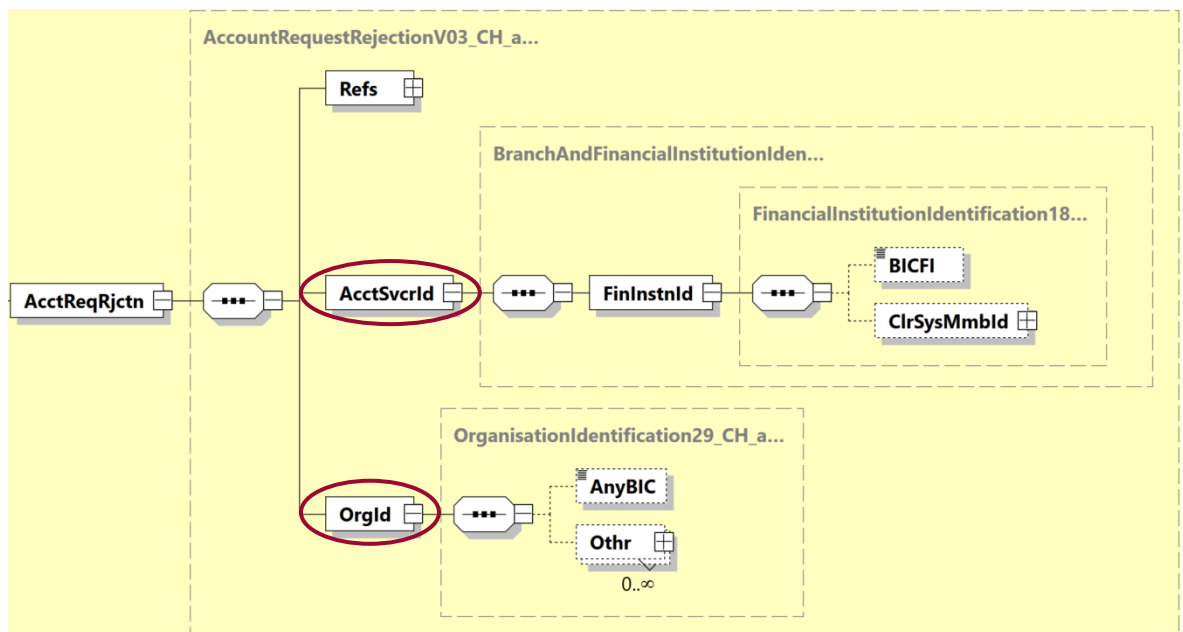 AccountRequestRejectionV03_CH_a...
Refs
BranchAndFinancialInstitutionIden...
FinancialInstitutionIdentification18...
BICFI
AcctReqRjctn
AcctSvcrId
FinInstnId
ClrSysMmbId
OrganisationIdentification29_CH_a...
AnyBIC
OrgId
Othr
0..∞